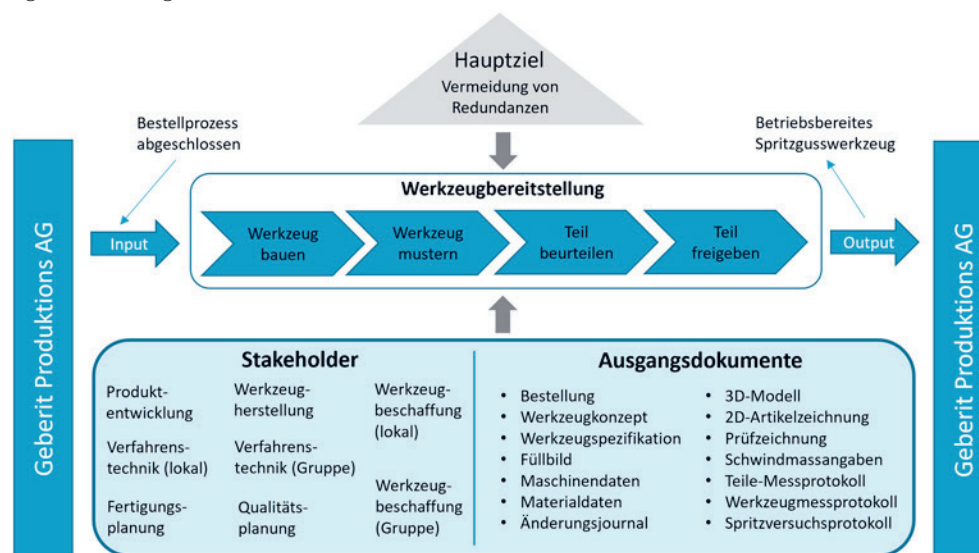 Hauptziel
Vermeidung von
Redundanzen
Bestellprozess
abgeschlossen
Betriebsbereites
Spritzgusswerkzeug
Geberit Produktions AG
Werkzeugbereitstellung
Input
Werkzeug
bauen
Werkzeug
mustern
Teil
beurteilen
Teil
freigeben
Output
Geberit Produktions AG
Stakeholder
Produkt-
entwicklung
Werkzeug-
herstellung
Werkzeug-
beschaffung
(lokal)
Verfahrens-
technik (lokal)
Verfahrens-
technik (Gruppe)
Fertigungs-
planung
Qualitäts-
planung
Werkzeug-
beschaffung
(Gruppe)
Ausgangsdokumente
• Bestellung
• Werkzeugkonzept
• Werkzeugspezifikation
• Füllbild
• Maschinendaten
• Materialdaten
• Änderungsjournal
• 3D-Modell
• 2D-Artikelzeichnung
• Prüfzeichnung
• Schwindmassangaben
• Teile-Messprotokoll
• Werkzeugmessprotokoll
• Spritzversuchsprotokoll